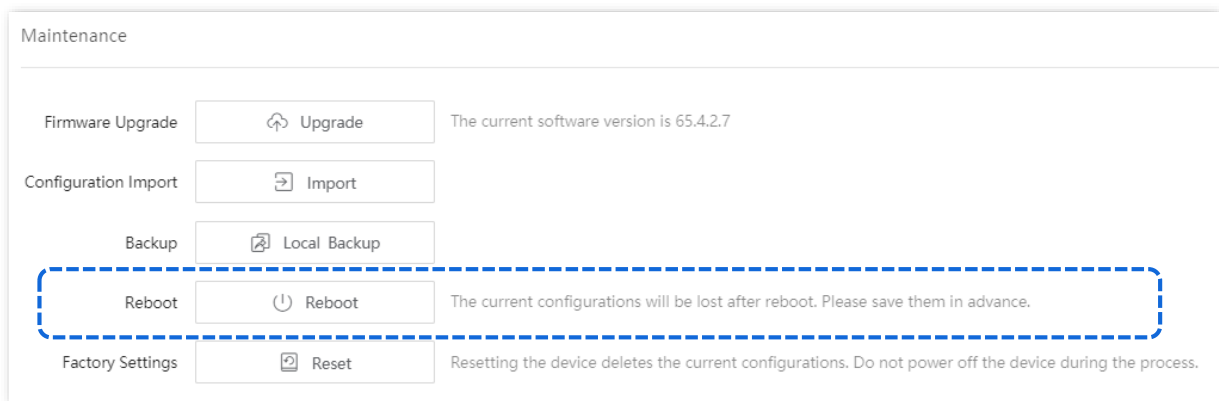 Maintenance
Firmware Upgrade Upgrade The current software version is 65.4.2.7
Configuration Import Import
Backup Local Backup
Reboot Reboot The current configurations will be lost after reboot. Please save them in advance.
Factory Settings Reset Resetting the device deletes the current configurations. Do not power off the device during the process.